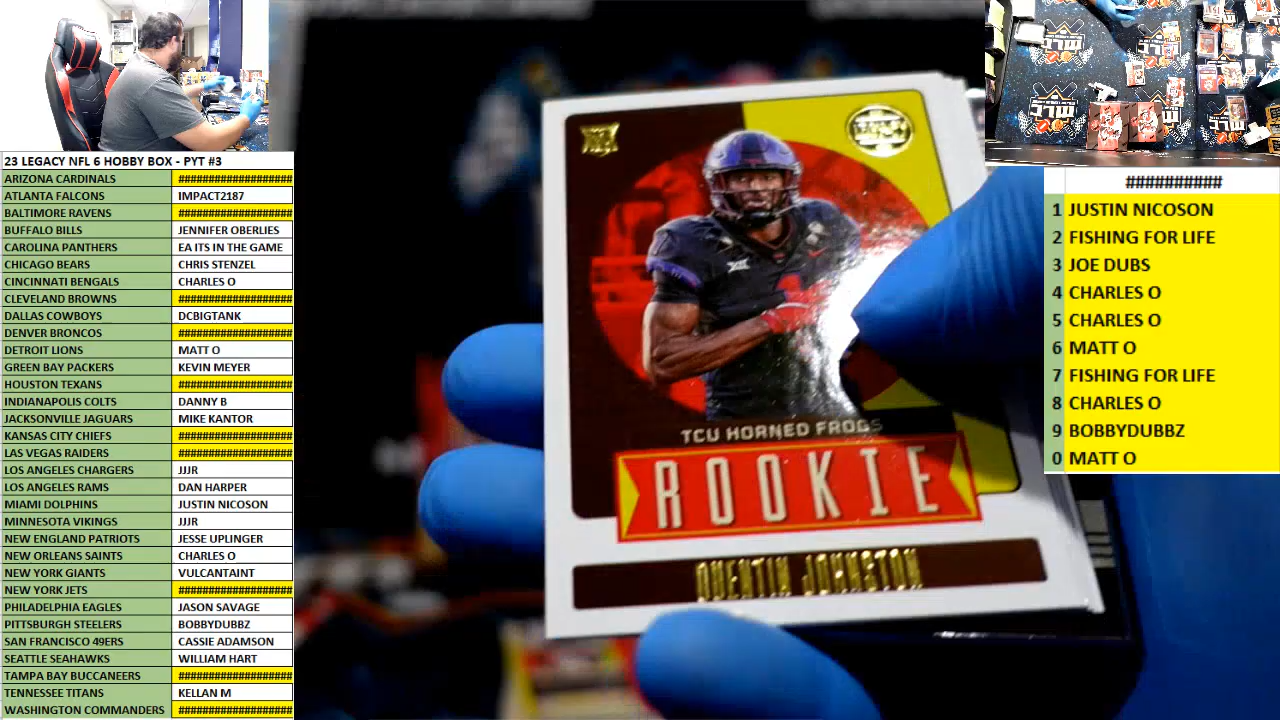 23 LEGACY NFL 6 HOBBY BOX - PYT #3
ARIZONA CARDINALS ###################
ATLANTA FALCONS IMPACT2187
BALTIMORE RAVENS ###################
BUFFALO BILLS JENNIFER OBERLIES
CAROLINA PANTHERS EA ITS IN THE GAME
CHICAGO BEARS CHRIS STENZEL
CINCINNATI BENGALS CHARLES O
CLEVELAND BROWNS ###################
DALLAS COWBOYS DCBIGTANK
DENVER BRONCOS ###################
DETROIT LIONS MATT O
GREEN BAY PACKERS KEVIN MEYER
HOUSTON TEXANS ###################
INDIANAPOLIS COLTS DANNY B
JACKSONVILLE JAGUARS MIKE KANTOR
KANSAS CITY CHIEFS ###################
LAS VEGAS RAIDERS ###################
LOS ANGELES CHARGERS JJJR
LOS ANGELES RAMS DAN HARPER
MIAMI DOLPHINS JUSTIN NICOSON
MINNESOTA VIKINGS JJJR
NEW ENGLAND PATRIOTS JESSE UPLINGER
NEW ORLEANS SAINTS CHARLES O
NEW YORK GIANTS VULCANTAINT
NEW YORK JETS ###################
PHILADELPHIA EAGLES JASON SAVAGE
PITTSBURGH STEELERS BOBBYDUBBZ
SAN FRANCISCO 49ERS CASSIE ADAMSON
SEATTLE SEAHAWKS WILLIAM HART
TAMPA BAY BUCCANEERS ###################
TENNESSEE TITANS KELLAN M
WASHINGTON COMMANDERS ###################
TCU HORNED FROGS
ROOKIE
QUENTIN JOHNSTON
##########
1 JUSTIN NICOSON
2 FISHING FOR LIFE
3 JOE DUBS
4 CHARLES O
5 CHARLES O
6 MATT O
7 FISHING FOR LIFE
8 CHARLES O
9 BOBBYDUBBZ
0 MATT O